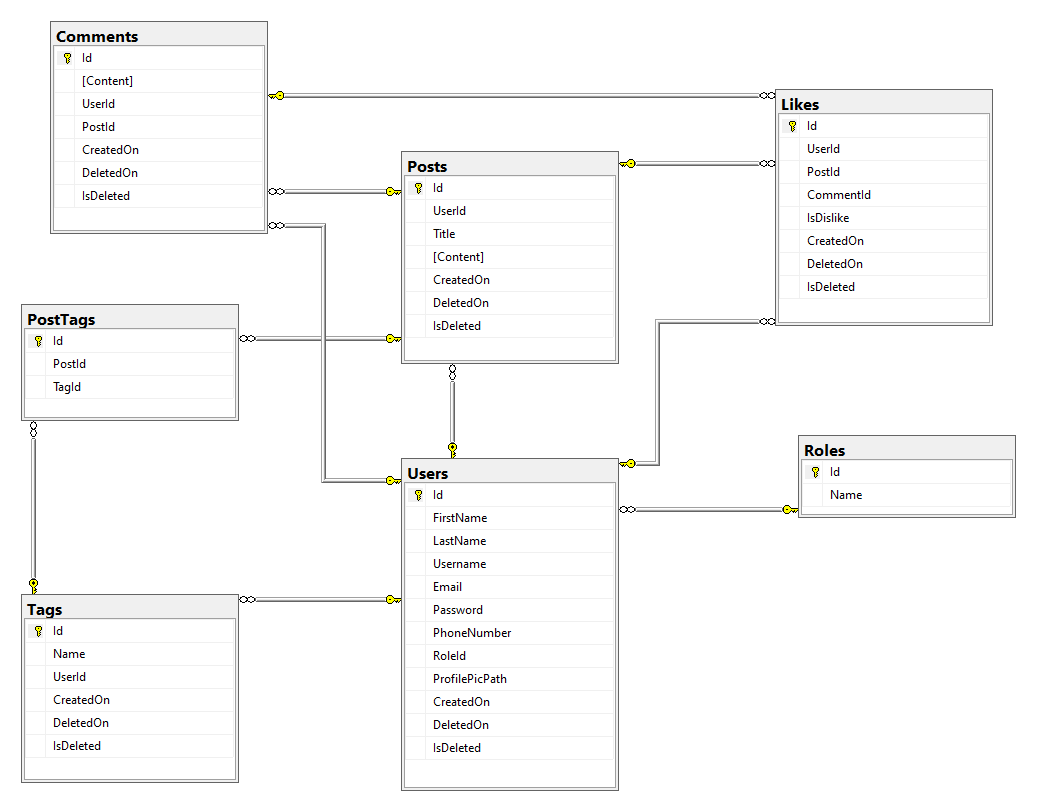 Comments
Id
[Content]
UserId
PostId
CreatedOn
DeletedOn
IsDeleted
Likes
Id
UserId
PostId
CommentId
IsDislike
CreatedOn
DeletedOn
IsDeleted
Posts
Id
UserId
Title
[Content]
CreatedOn
DeletedOn
IsDeleted
PostTags
Id
PostId
TagId
Roles
Id
Name
Users
Id
FirstName
LastName
Username
Email
Password
PhoneNumber
RoleId
ProfilePicPath
CreatedOn
DeletedOn
IsDeleted
Tags
Id
Name
UserId
CreatedOn
DeletedOn
IsDeleted